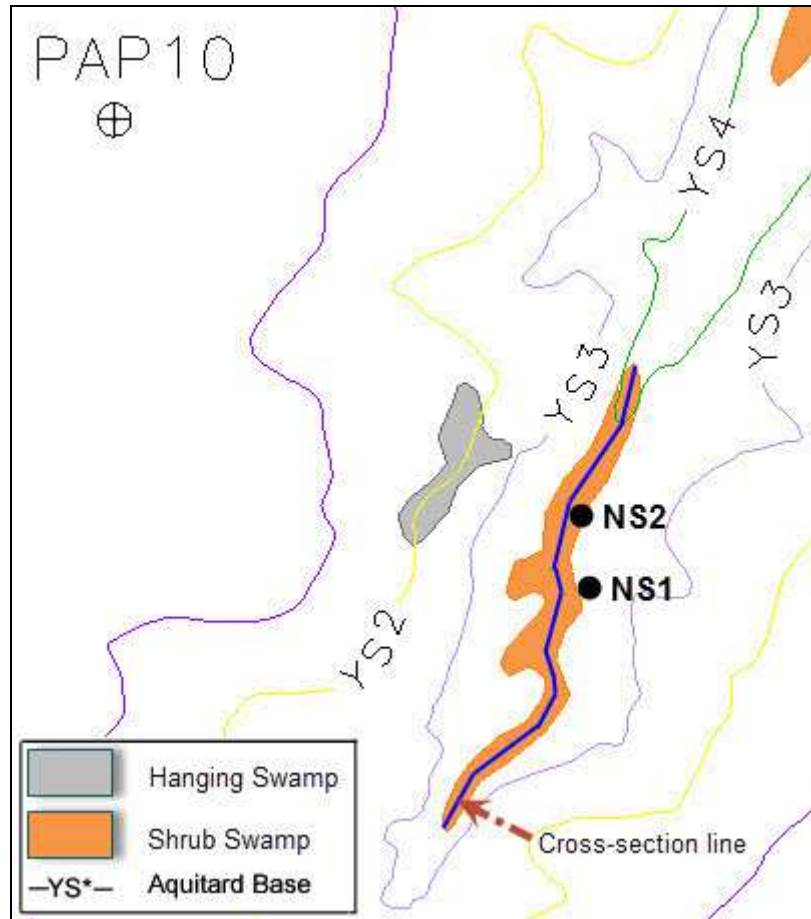 PAP10
YS4
YS3
YS3
NS2
NS1
YS2
Hanging Swamp
Shrub Swamp
—YS*— Aquitard Base
Cross-section line